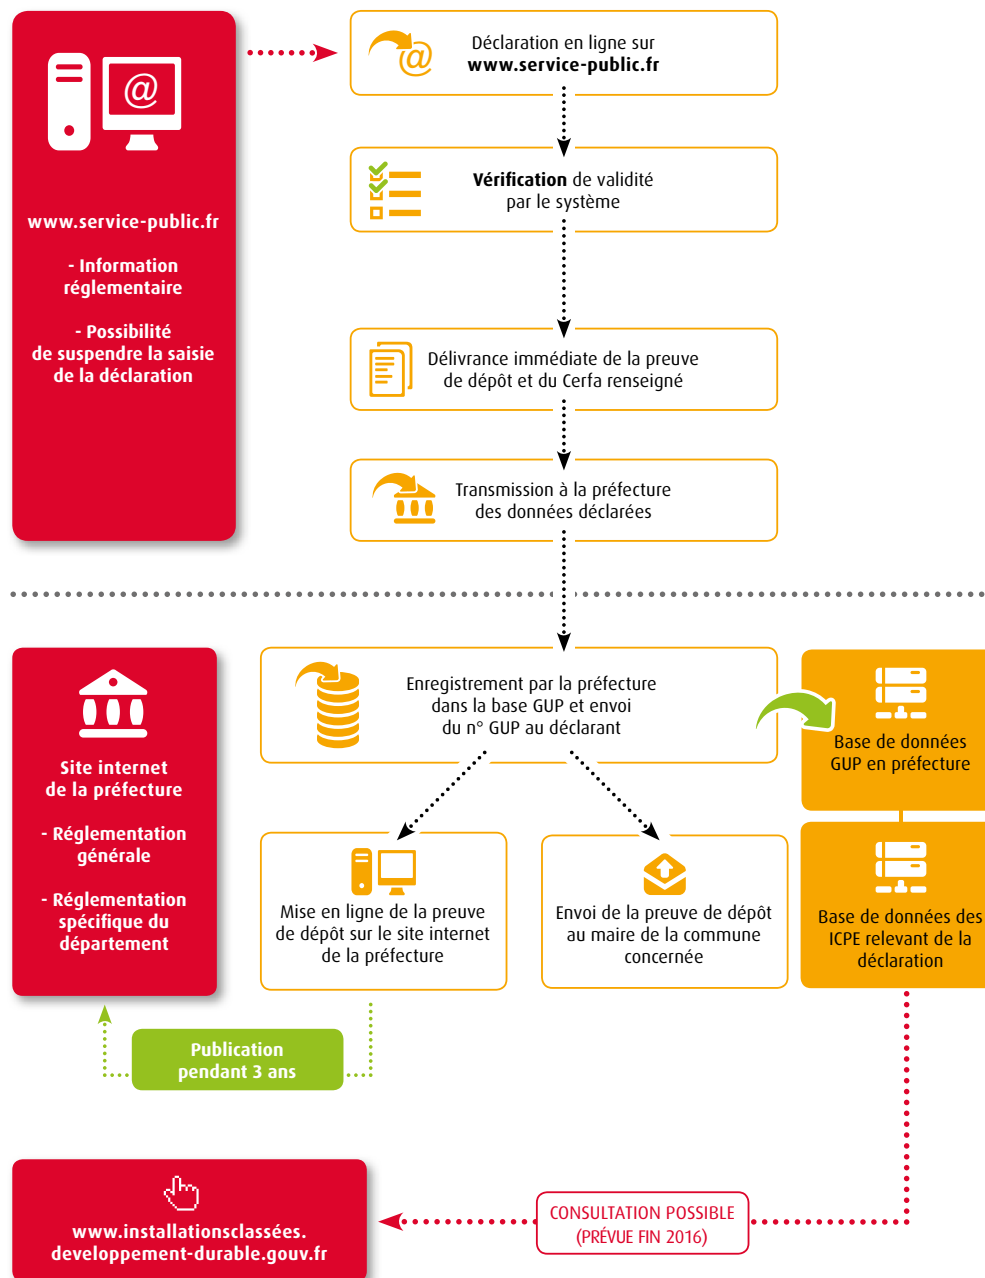 @
www.service-public.fr
- Information
réglementaire
- Possibilité
de suspendre la saisie
de la déclaration
@
Déclaration en ligne sur
www.service-public.fr
Vérification de validité
par le système
Délivrance immédiate de la preuve
de dépôt et du Cerfa renseigné
Transmission à la préfecture
des données déclarées
Site internet
de la préfecture
- Réglementation
générale
- Réglementation
spécifique du
département
Enregistrement par la préfecture
dans la base GUP et envoi
du n° GUP au déclarant
Base de données
GUP en préfecture
Mise en ligne de la preuve
de dépôt sur le site internet
de la préfecture
Envoi de la preuve de dépôt
au maire de la commune
concernée
Base de données des
ICPE relevant de la
déclaration
Publication
pendant 3 ans
CONSULTATION POSSIBLE
(PRÉVUE FIN 2016)
www.installationsclassées.
developpement-durable.gouv.fr